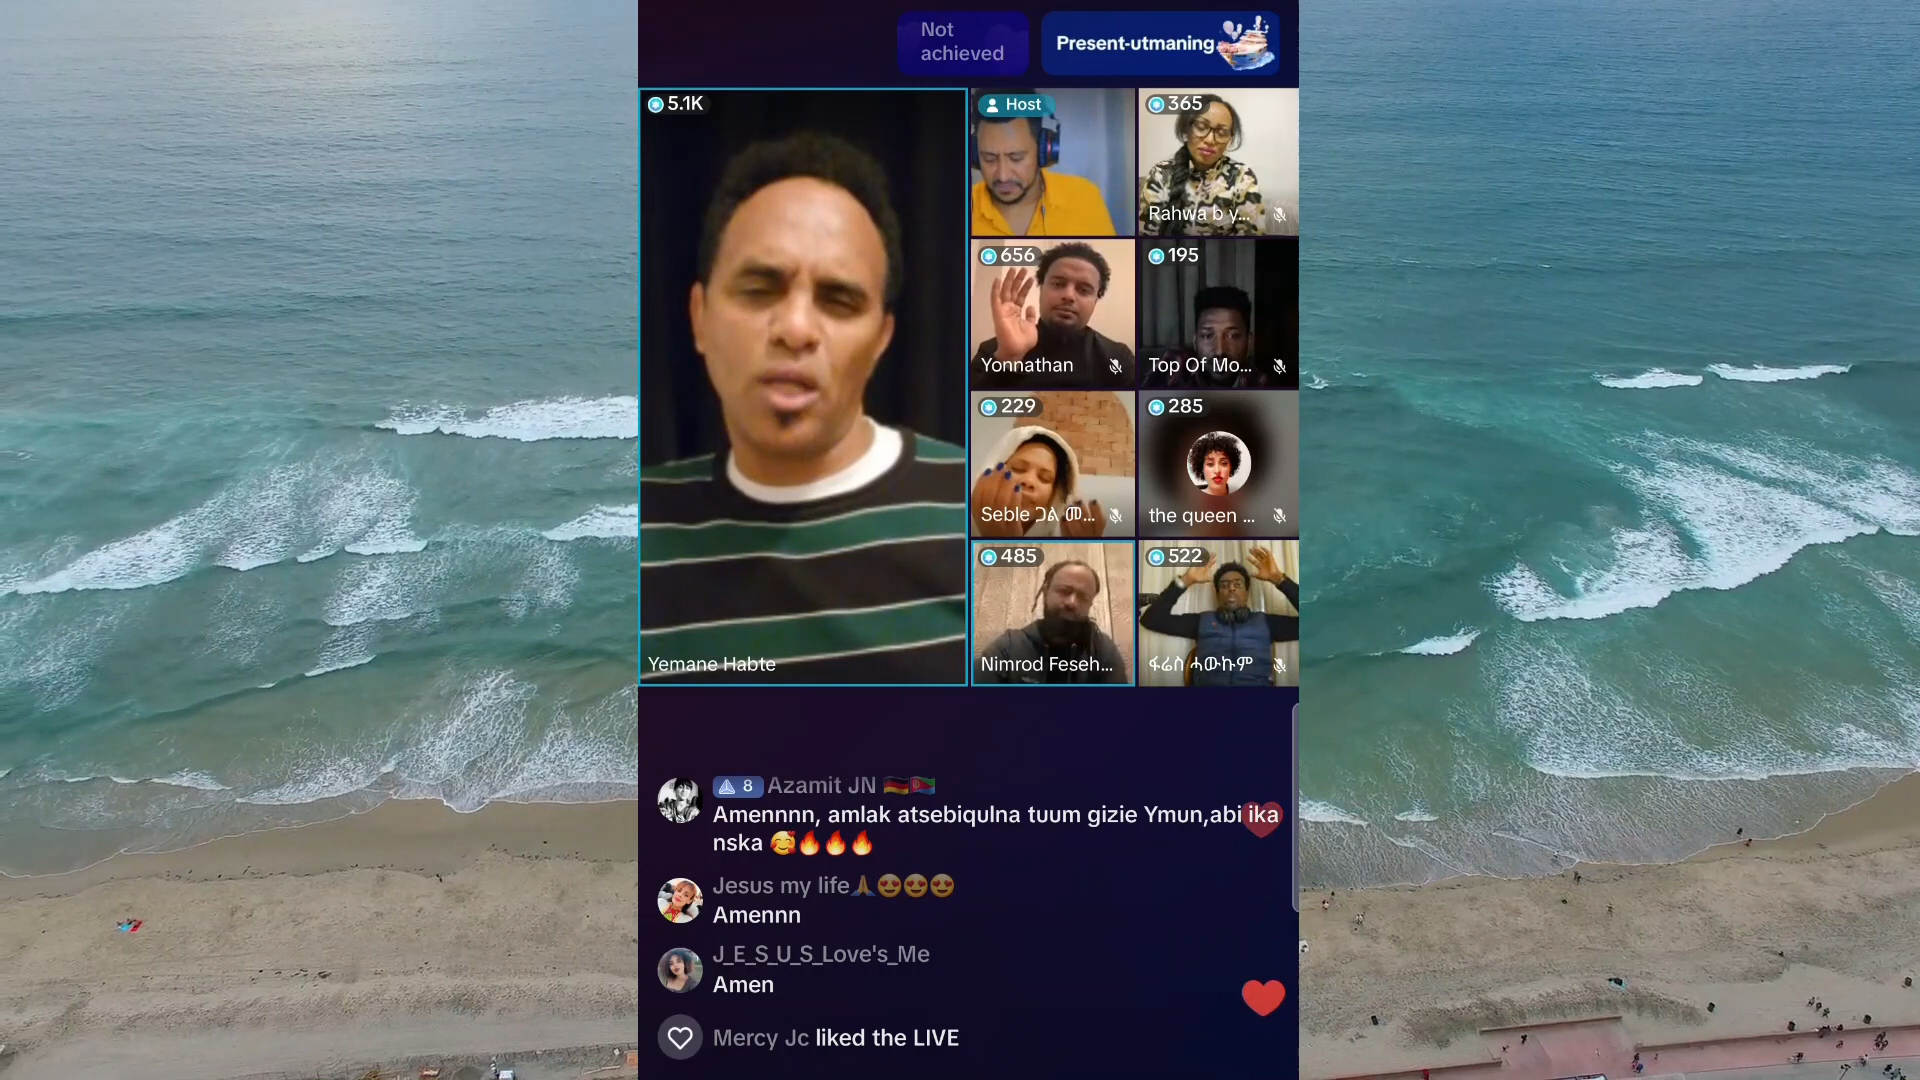 Not
achieved
Present-utmaning
5.1K
Host
365
Rahwa b y...
656
195
Yonnathan
Top Of Mo...
229
285
Seble ጋል መ...
the queen ...
485
522
Yemane Habte
Nimrod Feseh...
ፋሬስ ሓውኩም
8 Azamit JN
Amennnn, amlak atsebiqulna tuum gizie Ymun,abi ika
nska
Jesus my life
Amennn
J_E_S_U_S_Love's_Me
Amen
Mercy Jc liked the LIVE